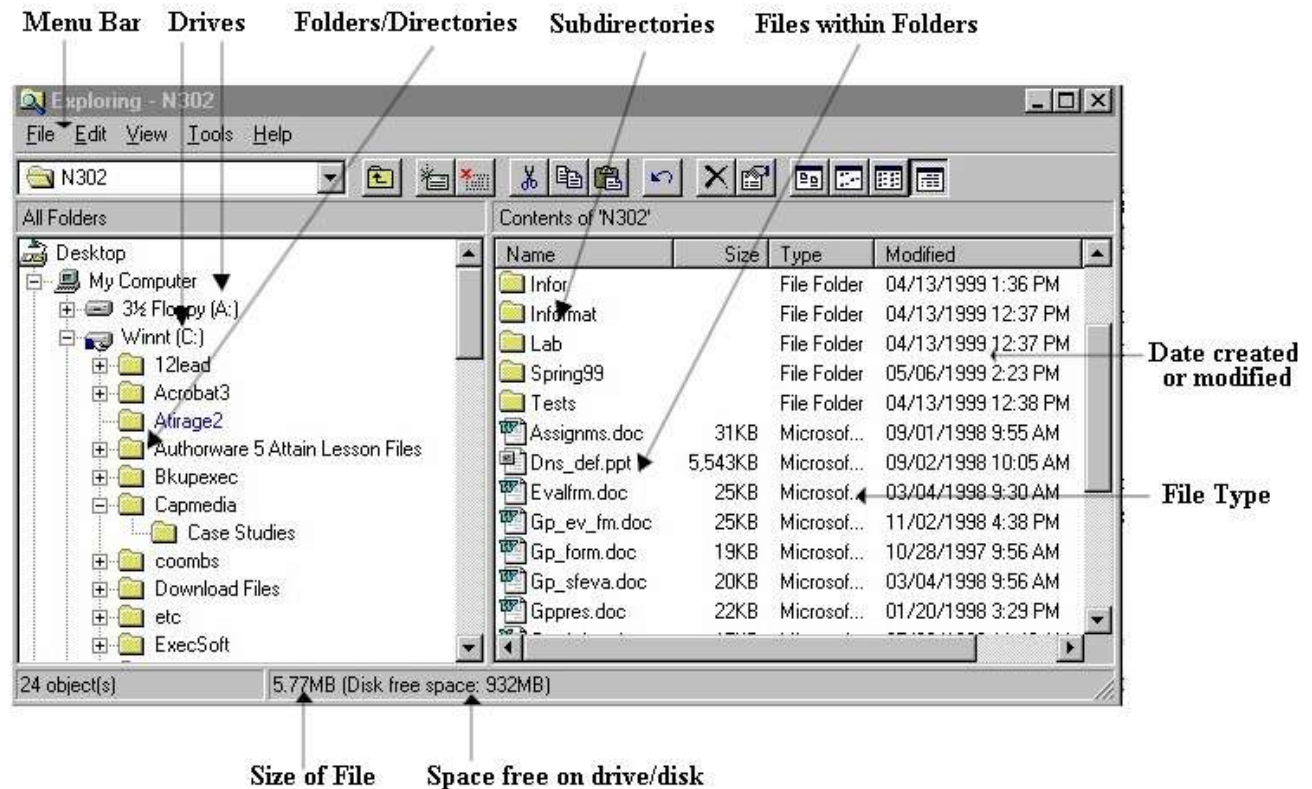 Menu Bar Drives Folders/Directories Subdirectories Files within Folders
Exploring - N302
File Edit View Tools Help
N302
All Folders
Contents of 'N302'
Desktop
My Computer
3½ Floppy (A:)
Winnt (C:)
12lead
Acrobat3
Atirage2
Authorware 5 Attain Lesson Files
Bkupexec
Capmedia
Case Studies
coombs
Download Files
etc
ExecSoft
Name Size Type Modified
Infor File Folder 04/13/1999 1:36 PM
Informat File Folder 04/13/1999 12:37 PM
Lab File Folder 04/13/1999 12:37 PM
Spring99 File Folder 05/06/1999 2:23 PM
Tests File Folder 04/13/1999 12:38 PM
Assignms.doc 31KB Microsof... 09/01/1998 9:55 AM
Dns_def.ppt 5,543KB Microsof... 09/02/1998 10:05 AM
Evalfrm.doc 25KB Microsof... 03/04/1998 9:30 AM
Gp_ev_fm.doc 25KB Microsof... 11/02/1998 4:38 PM
Gp_form.doc 19KB Microsof... 10/28/1997 9:56 AM
Gp_sfeva.doc 20KB Microsof... 03/04/1998 9:56 AM
Gppres.doc 22KB Microsof... 01/20/1998 3:29 PM
Date created
or modified
File Type
24 object(s)
5.77MB (Disk free space: 932MB)
Size of File Space free on drive/disk